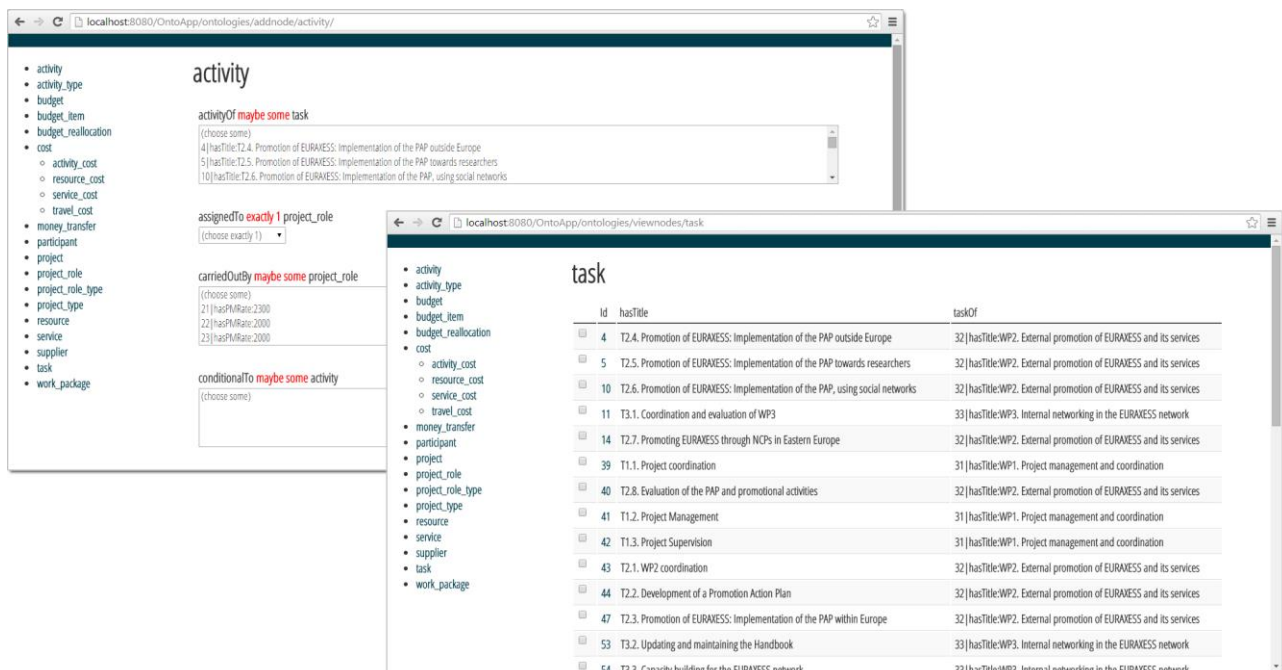 localhost:8080/OntoApp/ontologies/addnode/activity/
activity
activity_type
budget
budget_item
budget_reallocation
cost
activity_cost
resource_cost
service_cost
travel_cost
money_transfer
participant
project
project_role
project_role_type
project_type
resource
service
supplier
task
work_package
activity
activityOf maybe some task
(choose some)
4|hasTitle:T2.4. Promotion of EURAXESS: Implementation of the PAP outside Europe
5|hasTitle:T2.5. Promotion of EURAXESS: Implementation of the PAP towards researchers
10|hasTitle:T2.6. Promotion of EURAXESS: Implementation of the PAP, using social networks
assignedTo exactly 1 project_role
(choose exactly 1)
carriedOutBy maybe some project_role
(choose some)
21|hasPMRate:2300
22|hasPMRate:2000
23|hasPMRate:2000
conditionalTo maybe some activity
(choose some)
localhost:8080/OntoApp/ontologies/viewnodes/task
activity
activity_type
budget
budget_item
budget_reallocation
cost
activity_cost
resource_cost
service_cost
travel_cost
money_transfer
participant
project
project_role
project_role_type
project_type
resource
service
supplier
task
work_package
task
Id hasTitle taskOf
4 T2.4. Promotion of EURAXESS: Implementation of the PAP outside Europe 32|hasTitle:WP2. External promotion of EURAXESS and its services
5 T2.5. Promotion of EURAXESS: Implementation of the PAP towards researchers 32|hasTitle:WP2. External promotion of EURAXESS and its services
10 T2.6. Promotion of EURAXESS: Implementation of the PAP, using social networks 32|hasTitle:WP2. External promotion of EURAXESS and its services
11 T3.1. Coordination and evaluation of WP3 33|hasTitle:WP3. Internal networking in the EURAXESS network
14 T2.7. Promoting EURAXESS through NCPs in Eastern Europe 32|hasTitle:WP2. External promotion of EURAXESS and its services
39 T1.1. Project coordination 31|hasTitle:WP1. Project management and coordination
40 T2.8. Evaluation of the PAP and promotional activities 32|hasTitle:WP2. External promotion of EURAXESS and its services
41 T1.2. Project Management 31|hasTitle:WP1. Project management and coordination
42 T1.3. Project Supervision 31|hasTitle:WP1. Project management and coordination
43 T2.1. WP2 coordination 32|hasTitle:WP2. External promotion of EURAXESS and its services
44 T2.2. Development of a Promotion Action Plan 32|hasTitle:WP2. External promotion of EURAXESS and its services
47 T2.3. Promotion of EURAXESS: Implementation of the PAP within Europe 32|hasTitle:WP2. External promotion of EURAXESS and its services
53 T3.2. Updating and maintaining the Handbook 33|hasTitle:WP3. Internal networking in the EURAXESS network
54 T3.3. Capacity building for the EURAXESS network 33|hasTitle:WP3. Internal networking in the EURAXESS network